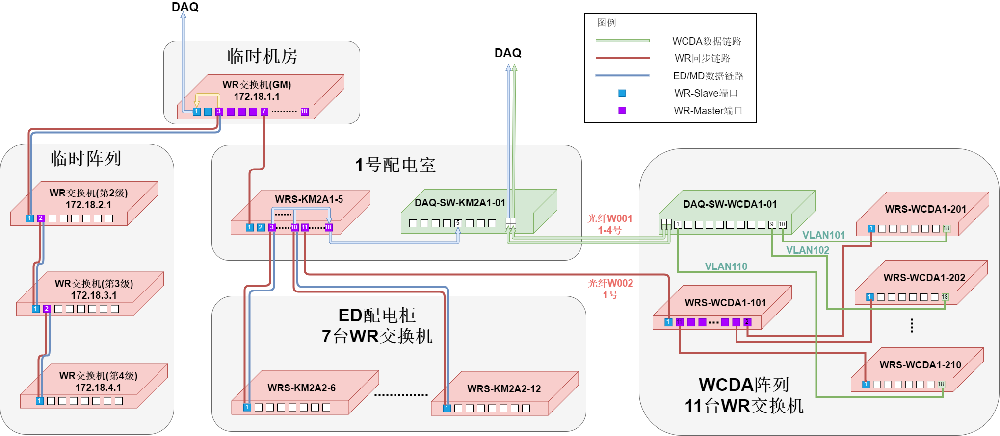 DAQ
临时机房
WR交换机(GM)
172.18.1.1
1
3
7
18
临时阵列
WR交换机(第2级)
172.18.2.1
1
2
WR交换机(第3级)
172.18.3.1
1
2
WR交换机(第4级)
172.18.4.1
1
DAQ
1号配电室
WRS-KM2A1-5
1
2
3
10
11
18
DAQ-SW-KM2A1-01
5
ED配电柜
7台WR交换机
WRS-KM2A2-6
1
WRS-KM2A2-12
1
图例
WCDA数据链路
WR同步链路
ED/MD数据链路
WR-Slave端口
WR-Master端口
光纤W001
1-4号
光纤W002
1号
DAQ-SW-WCDA1-01
1
9
10
VLAN101
VLAN102
VLAN110
WRS-WCDA1-201
1
18
WRS-WCDA1-202
1
18
WRS-WCDA1-101
1
11
2
WRS-WCDA1-210
1
18
WCDA阵列
11台WR交换机